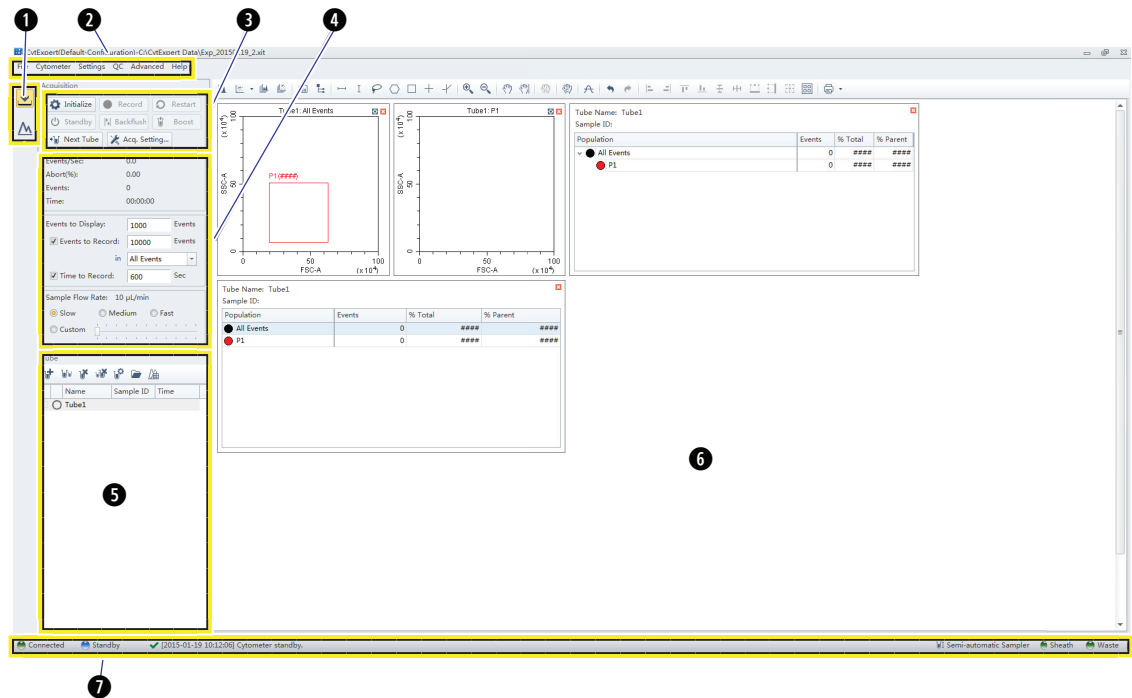 1 2 3 4
CytExpert(Default-Configuration)-C:\CytExpert Data\Exp_20150119_2.xit
File Cytometer Settings QC Advanced Help
Acquisition
Initialize Record Restart
Standby Backflush Boost
Next Tube Acq. Setting...
Events/Sec: 0.0
Abort(%): 0.00
Events: 0
Time: 00:00:00
Events to Display: 1000 Events
Events to Record: 10000 Events
in All Events
Time to Record: 600 Sec
Sample Flow Rate: 10 µL/min
Slow Medium Fast
Custom
Tube
Name Sample ID Time
Tube1
5
Tube1: All Events
(x 10⁴)
SSC-A
0 50 100
P1(####)
0 50 100
FSC-A (x 10⁴)
Tube1: P1
(x 10⁴)
SSC-A
0 50 100
0 50 100
FSC-A (x 10⁴)
Tube Name: Tube1
Sample ID:
Population Events % Total % Parent
All Events 0 #### ####
P1 0 #### ####
Tube Name: Tube1
Sample ID:
Population Events % Total % Parent
All Events 0 #### ####
P1 0 #### ####
6
Connected Standby [2015-01-19 10:12:06] Cytometer standby. Semi-automatic Sampler Sheath Waste
7